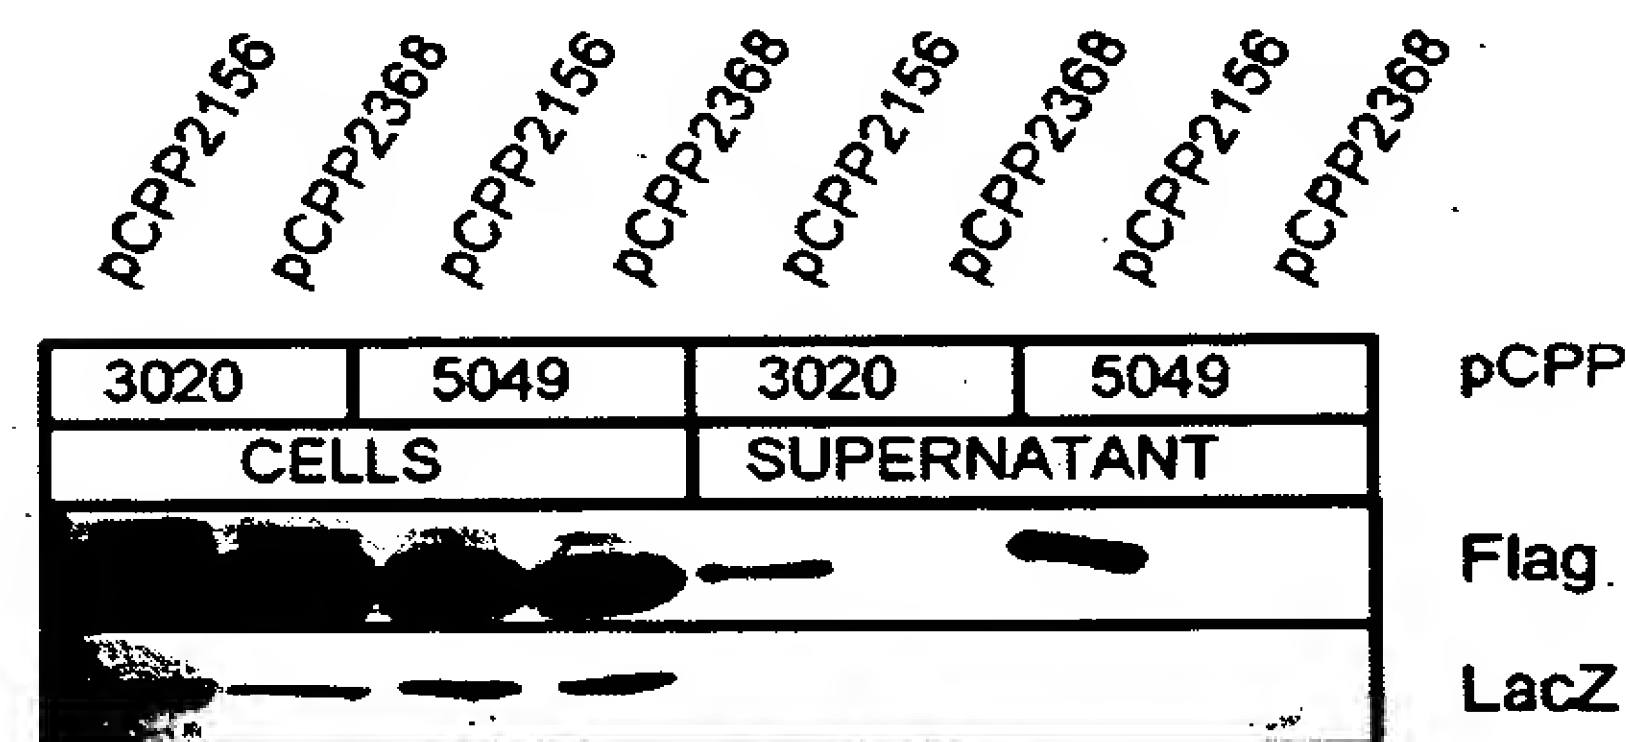 pCPP2156 pCPP2368 pCPP2156 pCPP2368 pCPP2156 pCPP2368 pCPP2156 pCPP2368
3020 5049 3020 5049 pCPP
CELLS SUPERNATANT
Flag
LacZ